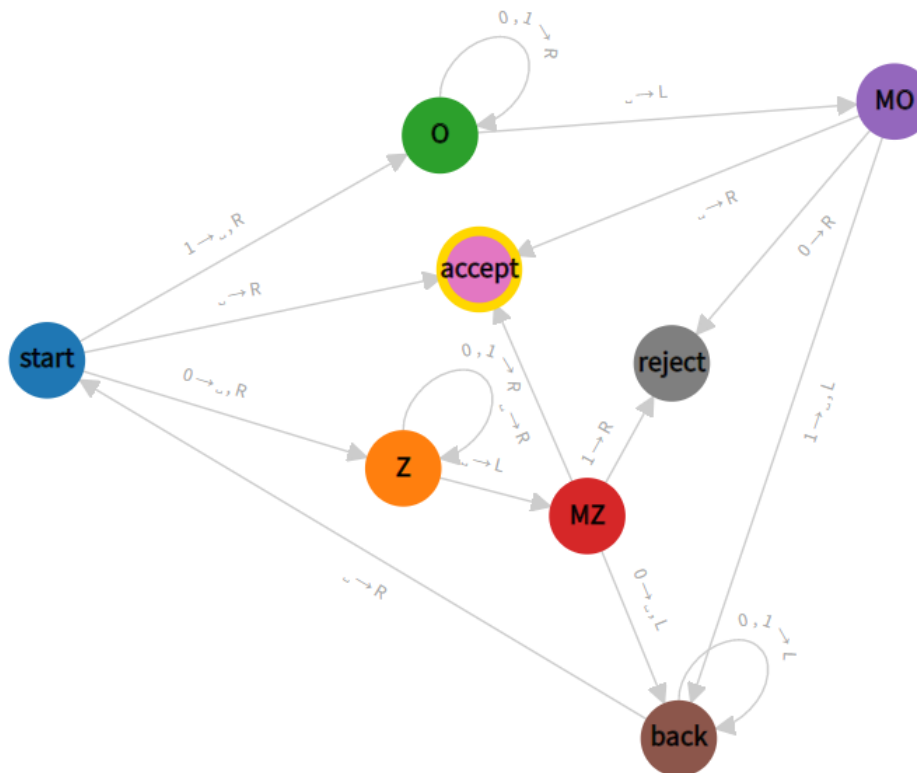 0,1→R
␣→L
MO
O
1→␣,R
␣→R
0→R
accept
␣→R
start
reject
0,1→R
0→␣,R
1→␣,L
␣→R
1→R
Z
␣→L
MZ
␣→R
0→␣,L
0,1→L
back